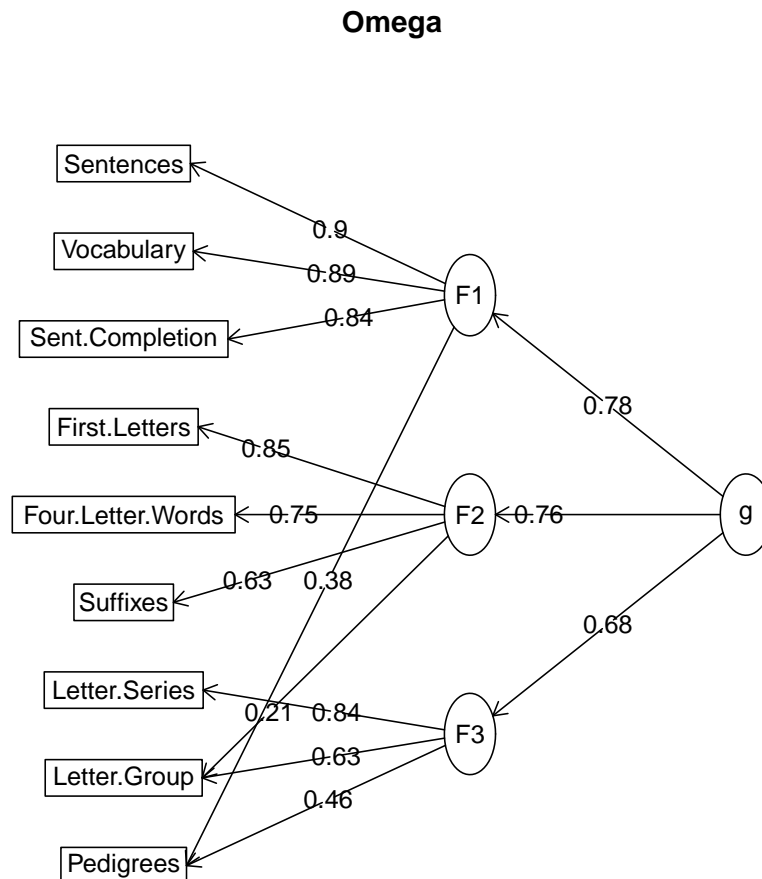 Omega
Sentences
0.9
Vocabulary
0.89
F1
Sent.Completion
0.84
0.78
First.Letters
0.85
Four.Letter.Words
0.75
F2
0.76
g
Suffixes
0.63
0.38
0.68
Letter.Series
0.21
0.84
F3
Letter.Group
0.63
0.46
Pedigrees